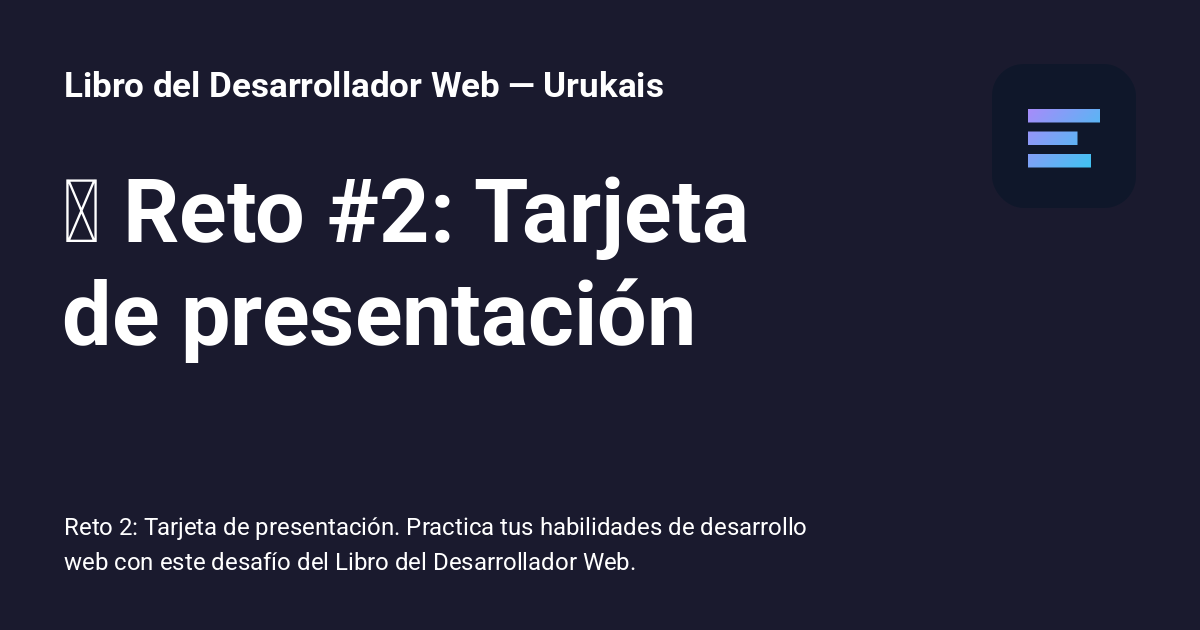 Libro del Desarrollador Web — Urukais
Reto #2: Tarjeta
de presentación
Reto 2: Tarjeta de presentación. Practica tus habilidades de desarrollo
web con este desafío del Libro del Desarrollador Web.